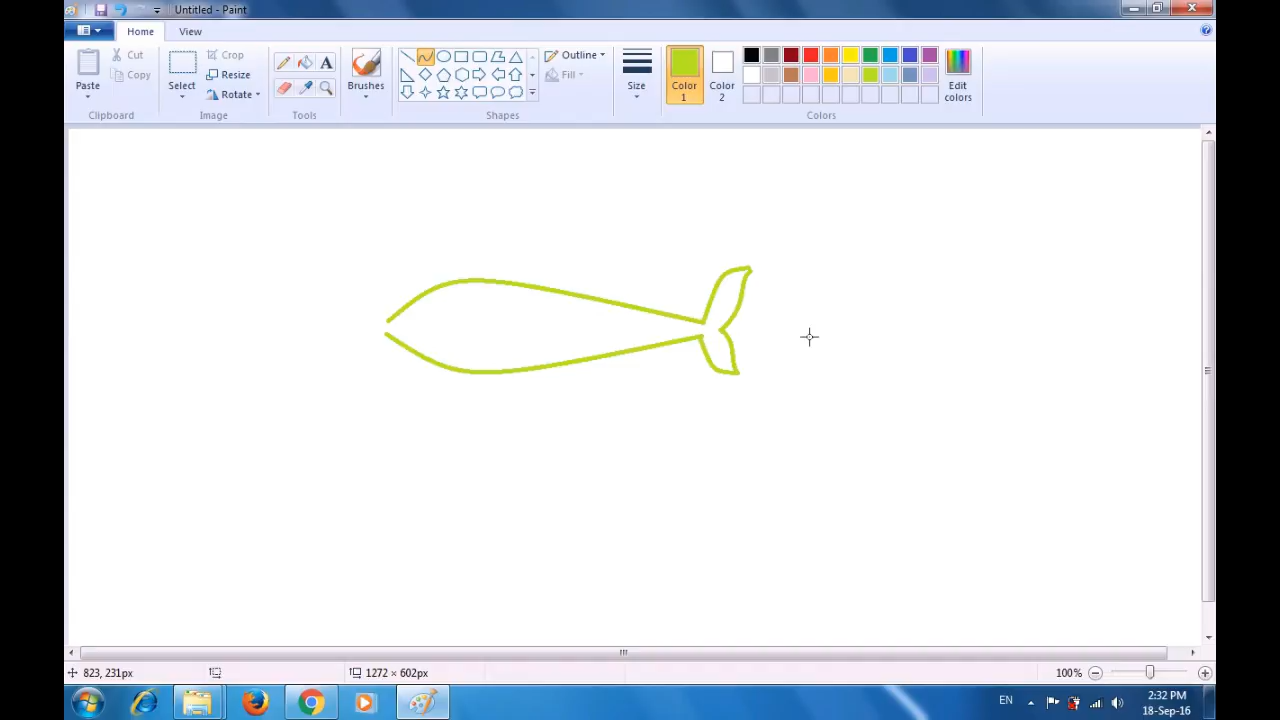 Untitled - Paint
Home View
Paste
Cut
Copy
Clipboard
Select
Crop
Resize
Rotate
Image
A
Tools
Brushes
Outline
Fill
Shapes
Size
Color 1
Color 2
Edit colors
Colors
823, 231px
1272 × 602px
100%
EN
2:32 PM
18-Sep-16